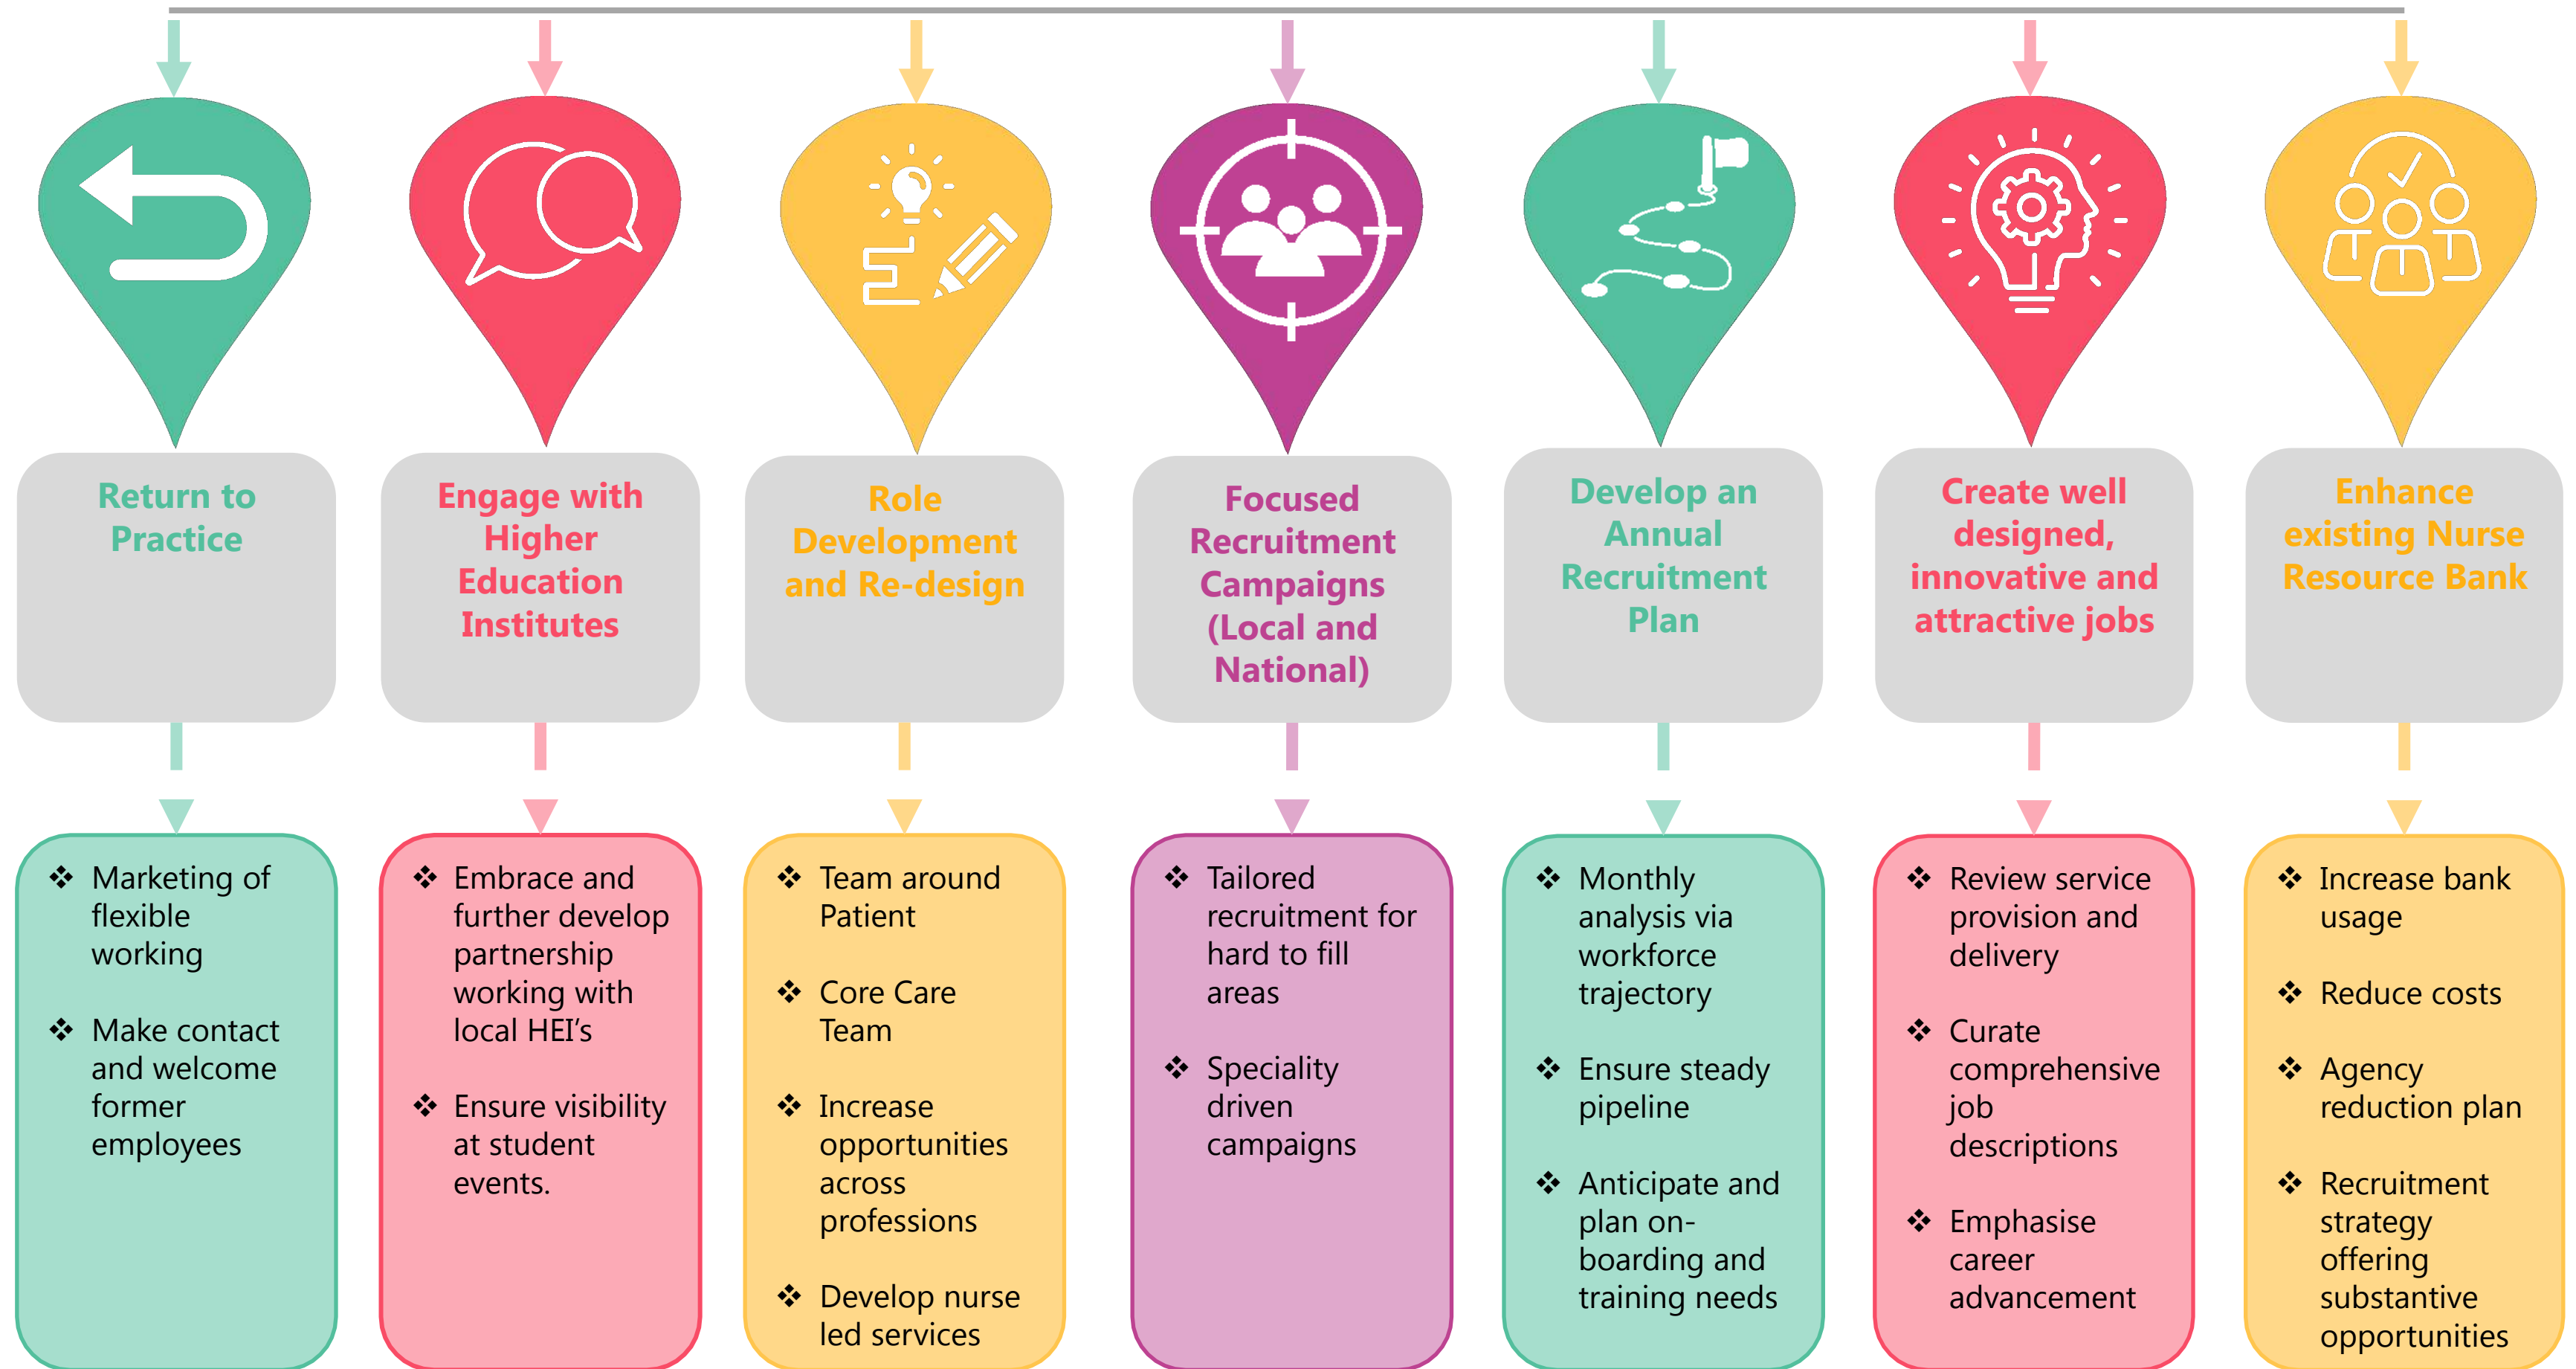 Return to
Practice
Engage with
Higher
Education
Institutes
Role
Development
and Re-design
Focused
Recruitment
Campaigns
(Local and
National)
Develop an
Annual
Recruitment
Plan
Create well
designed,
innovative and
attractive jobs
Enhance
existing Nurse
Resource Bank
❖ Marketing of
flexible
working
❖ Make contact
and welcome
former
employees
❖ Embrace and
further develop
partnership
working with
local HEI’s
❖ Ensure visibility
at student
events.
❖ Team around
Patient
❖ Core Care
Team
❖ Increase
opportunities
across
professions
❖ Develop nurse
led services
❖ Tailored
recruitment for
hard to fill
areas
❖ Speciality
driven
campaigns
❖ Monthly
analysis via
workforce
trajectory
❖ Ensure steady
pipeline
❖ Anticipate and
plan on-
boarding and
training needs
❖ Review service
provision and
delivery
❖ Curate
comprehensive
job
descriptions
❖ Emphasise
career
advancement
❖ Increase bank
usage
❖ Reduce costs
❖ Agency
reduction plan
❖ Recruitment
strategy
offering
substantive
opportunities